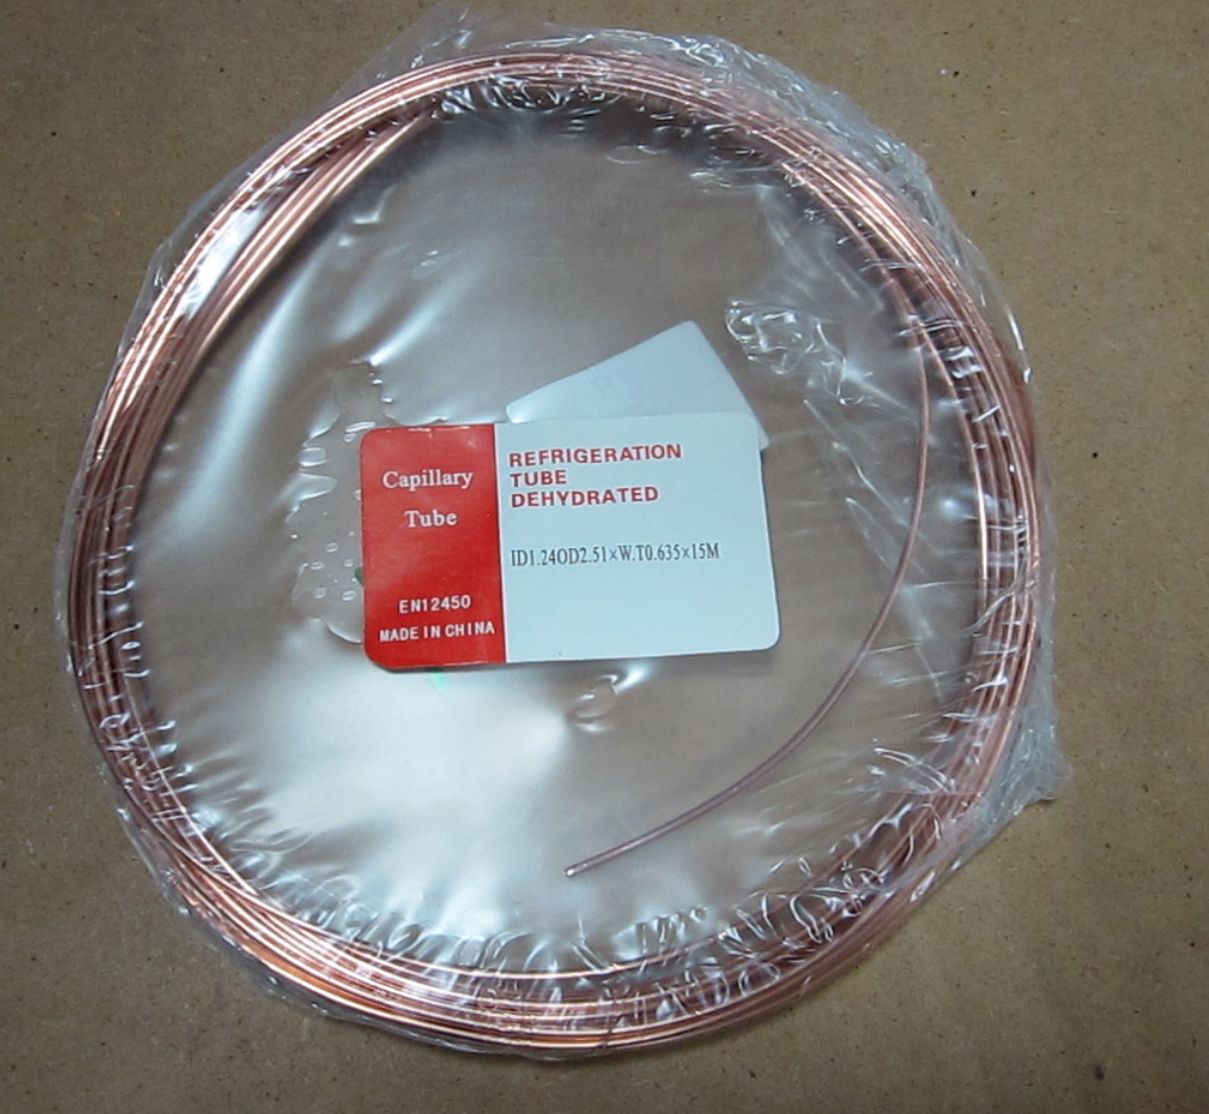 Capillary
Tube
EN12450
MADE IN CHINA
REFRIGERATION
TUBE
DEHYDRATED
ID1.24OD2.51×W.T0.635×15M